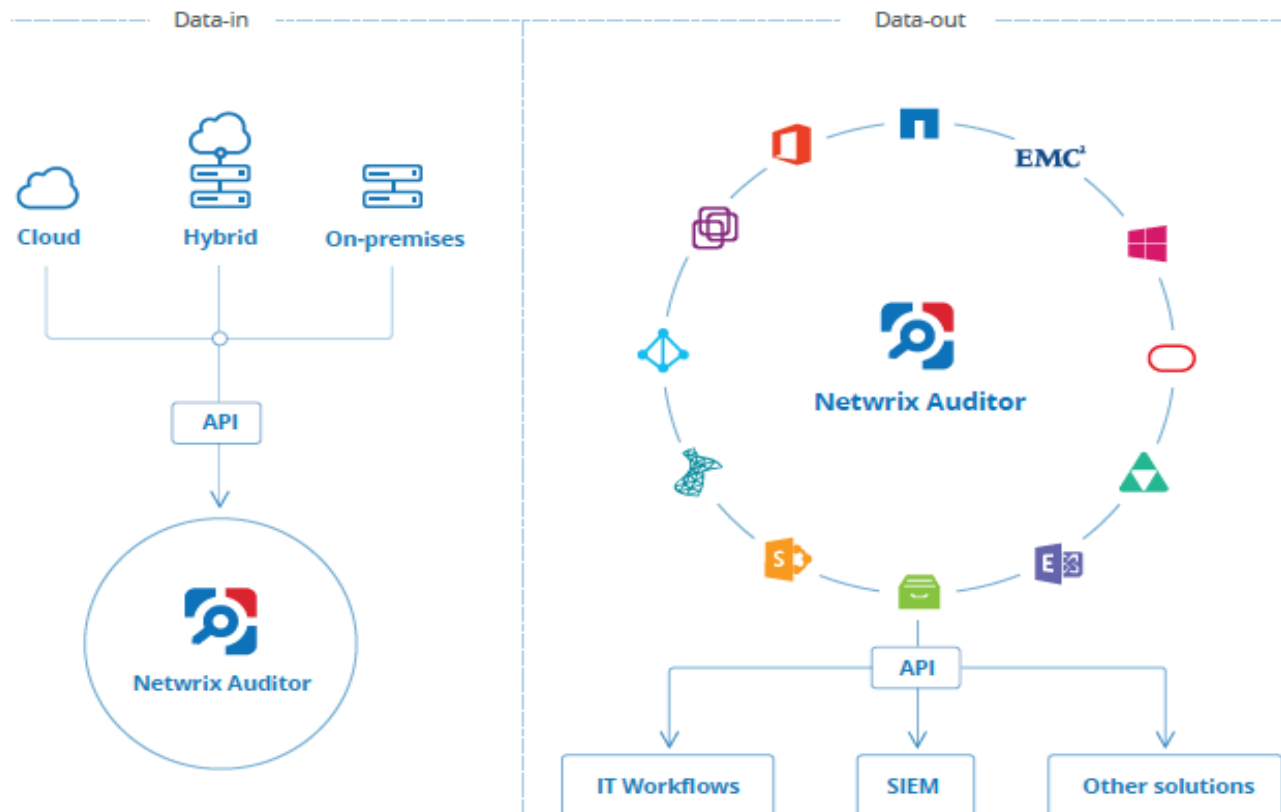 Data-in
Data-out
Cloud
Hybrid
On-premises
API
Netwrix Auditor
EMC²
S
E
Netwrix Auditor
API
IT Workflows
SIEM
Other solutions